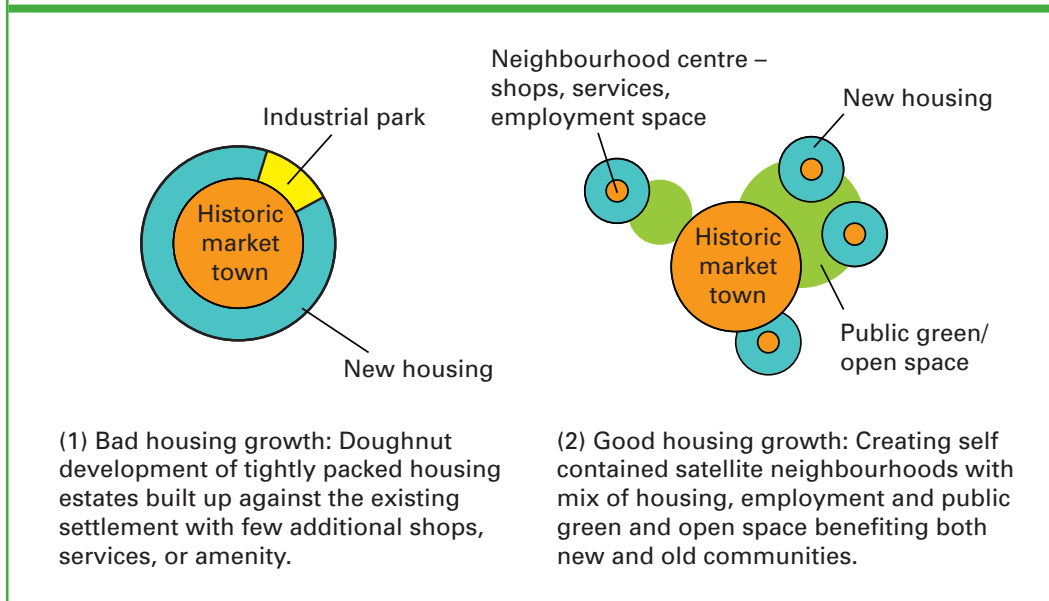 Industrial park
Historic
market
town
New housing
(1) Bad housing growth: Doughnut
development of tightly packed housing
estates built up against the existing
settlement with few additional shops,
services, or amenity.
Neighbourhood centre –
shops, services,
employment space
New housing
Historic
market
town
Public green/
open space
(2) Good housing growth: Creating self
contained satellite neighbourhoods with
mix of housing, employment and public
green and open space benefiting both
new and old communities.